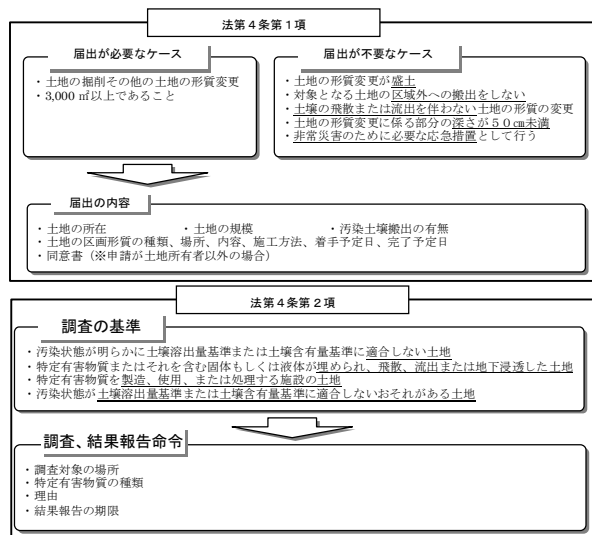 法第４条第１項
届出が必要なケース
・土地の掘削その他の土地の形質変更
・3,000 ㎡以上であること
届出が不要なケース
・土地の形質変更が盛土
・対象となる土地の区域外への搬出をしない
・土壌の飛散または流出を伴わない土地の形質の変更
・土地の形質変更に係る部分の深さが５０㎝未満
・非常災害のために必要な応急措置として行う
届出の内容
・土地の所在　・土地の規模　・汚染土壌搬出の有無
・土地の区画形質の種類、場所、内容、施工方法、着手予定日、完了予定日
・同意書（※申請が土地所有者以外の場合）
法第４条第２項
調査の基準
・汚染状態が明らかに土壌溶出量基準または土壌含有量基準に適合しない土地
・特定有害物質またはそれを含む固体もしくは液体が埋められ、飛散、流出または地下浸透した土地
・特定有害物質を製造、使用、または処理する施設の土地
・汚染状態が土壌溶出量基準または土壌含有量基準に適合しないおそれがある土地
調査、結果報告命令
・調査対象の場所
・特定有害物質の種類
・理由
・結果報告の期限